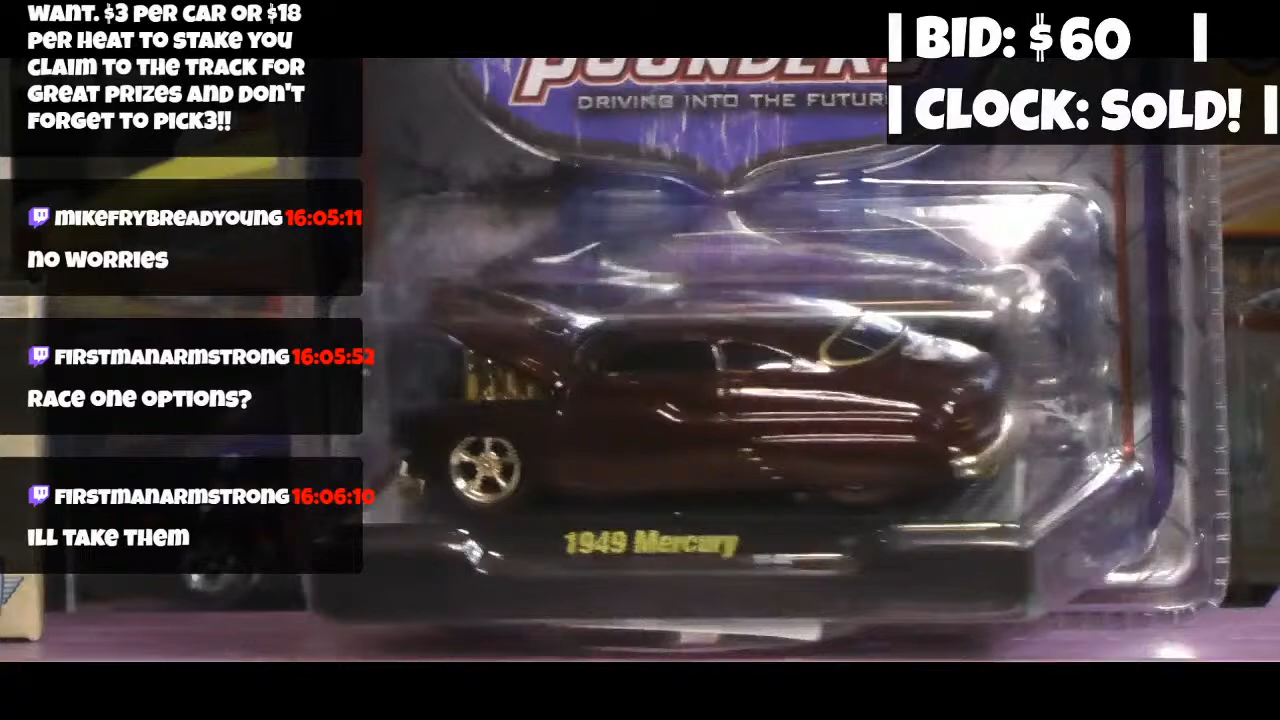 WANT. $3 PER CAR OR $18
PER HEAT TO STAKE YOU
CLAIM TO THE TRACK FOR
GREAT PRIZES AND DON'T
FORGET TO PICK3!!
MIKEFRYBREADYOUNG 16:05:11
NO WORRIES
FIRSTMANARMSTRONG 16:05:52
RACE ONE OPTIONS?
FIRSTMANARMSTRONG 16:06:10
ILL TAKE THEM
| BID: $60 |
| CLOCK: SOLD! |
DRIVING INTO THE FUTUR
1949 Mercury